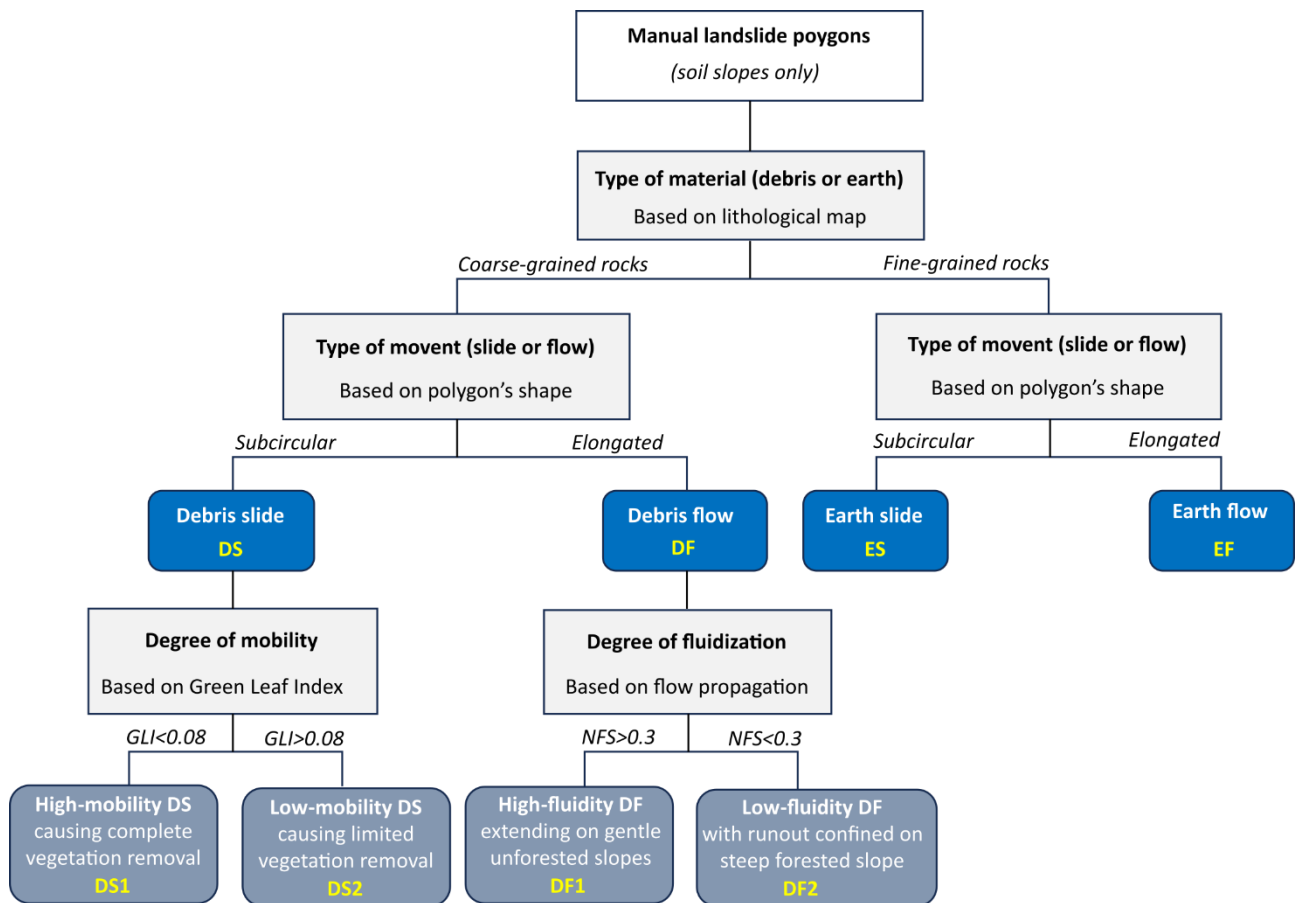 Manual landslide poygons
(soil slopes only)
Type of material (debris or earth)
Based on lithological map
Coarse-grained rocks
Fine-grained rocks
Type of movent (slide or flow)
Based on polygon’s shape
Type of movent (slide or flow)
Based on polygon’s shape
Subcircular
Elongated
Subcircular
Elongated
Debris slide
DS
Debris flow
DF
Earth slide
ES
Earth flow
EF
Degree of mobility
Based on Green Leaf Index
Degree of fluidization
Based on flow propagation
GLI<0.08
GLI>0.08
NFS>0.3
NFS<0.3
High-mobility DS
causing complete
vegetation removal
DS1
Low-mobility DS
causing limited
vegetation removal
DS2
High-fluidity DF
extending on gentle
unforested slopes
DF1
Low-fluidity DF
with runout confined on
steep forested slope
DF2